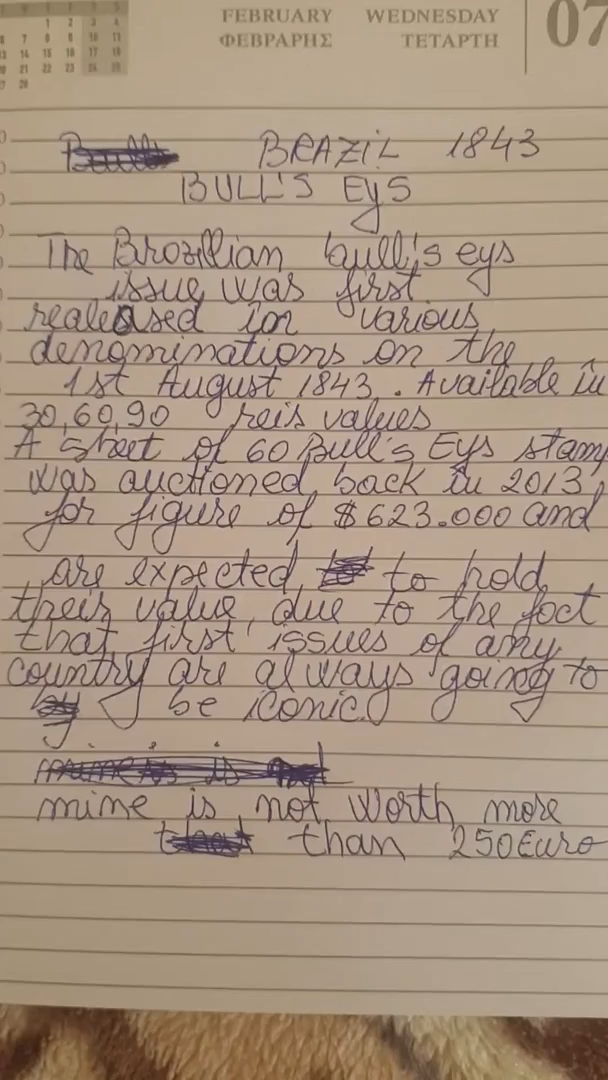 FEBRUARY WEDNESDAY 07
ΦΕΒΡΑΡΗΣ ΤΕΤΑΡΤΗ
BRAZIL 1843
BULL'S EYS
The Brozillian bull's eys
issue was first
realeased in various
denominations on the
1st August 1843. Available in
30,60,90 reis values
A sheet of 60 Bull's Eys stamp
was auctioned back in 2013,
for figure of $623.000 and
are expected to hold
their value, due to the foct
that first issues of any
country are always going to
be iconic.
mine is not worth more
than 250Euro